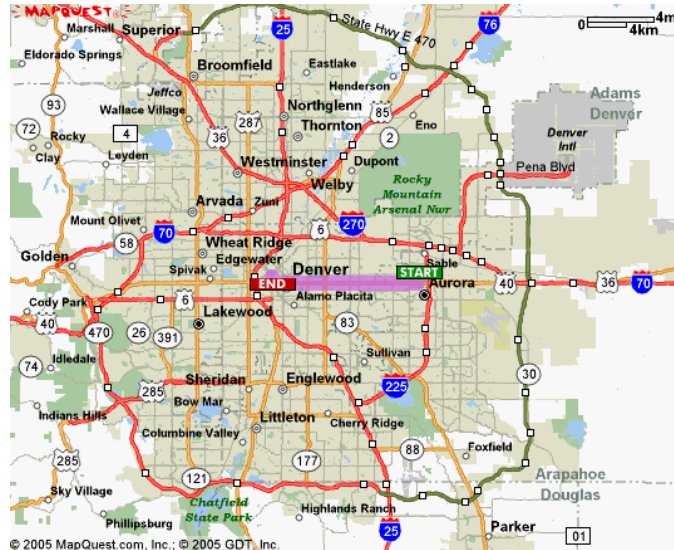 MAPQUEST.
Marshall
Superior
25
State Hwy E 470
76
4m
4km
Eldorado Springs
Broomfield
Eastlake
Henderson
Adams
Denver
93
Jeffco
Wallace Village
287
Northglenn
Thornton
85
Eno
Denver
Intl
72
Rocky
4
36
2
Clay
Leyden
Westminster
Dupont
Pena Blvd
Welby
Rocky
Mountain
Arsenal Nwr
Arvada
Zuni
Mount Olivet
70
6
270
58
Wheat Ridge
Golden
Edgewater
Sable
Spivak
Denver
START
40
36
70
END
Aurora
Cody Park
6
Alamo Placita
40
Lakewood
83
470
26
391
Idledale
Sullivan
74
30
285
Sheridan
Englewood
225
Indians Hills
Bow Mar
Littleton
Cherry Ridge
Columbine Valley
88
Foxfield
285
177
121
Arapahoe
Douglas
Sky Village
Chatfield
State Park
Highlands Ranch
Phillipsburg
25
Parker
01
© 2005 MapQuest.com, Inc.; © 2005 GDT, Inc.